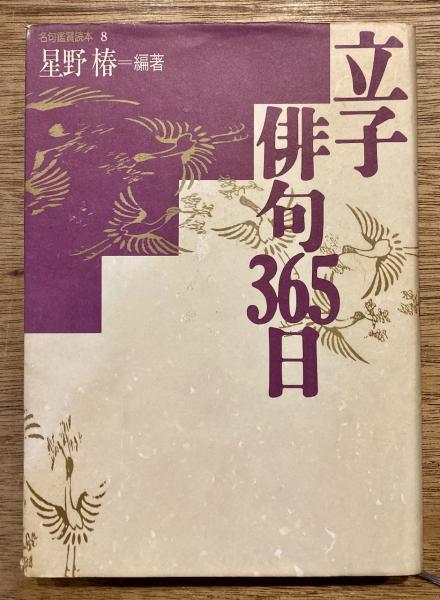 名句鑑賞読本 8
星野 椿=編著
立子
俳句
365日